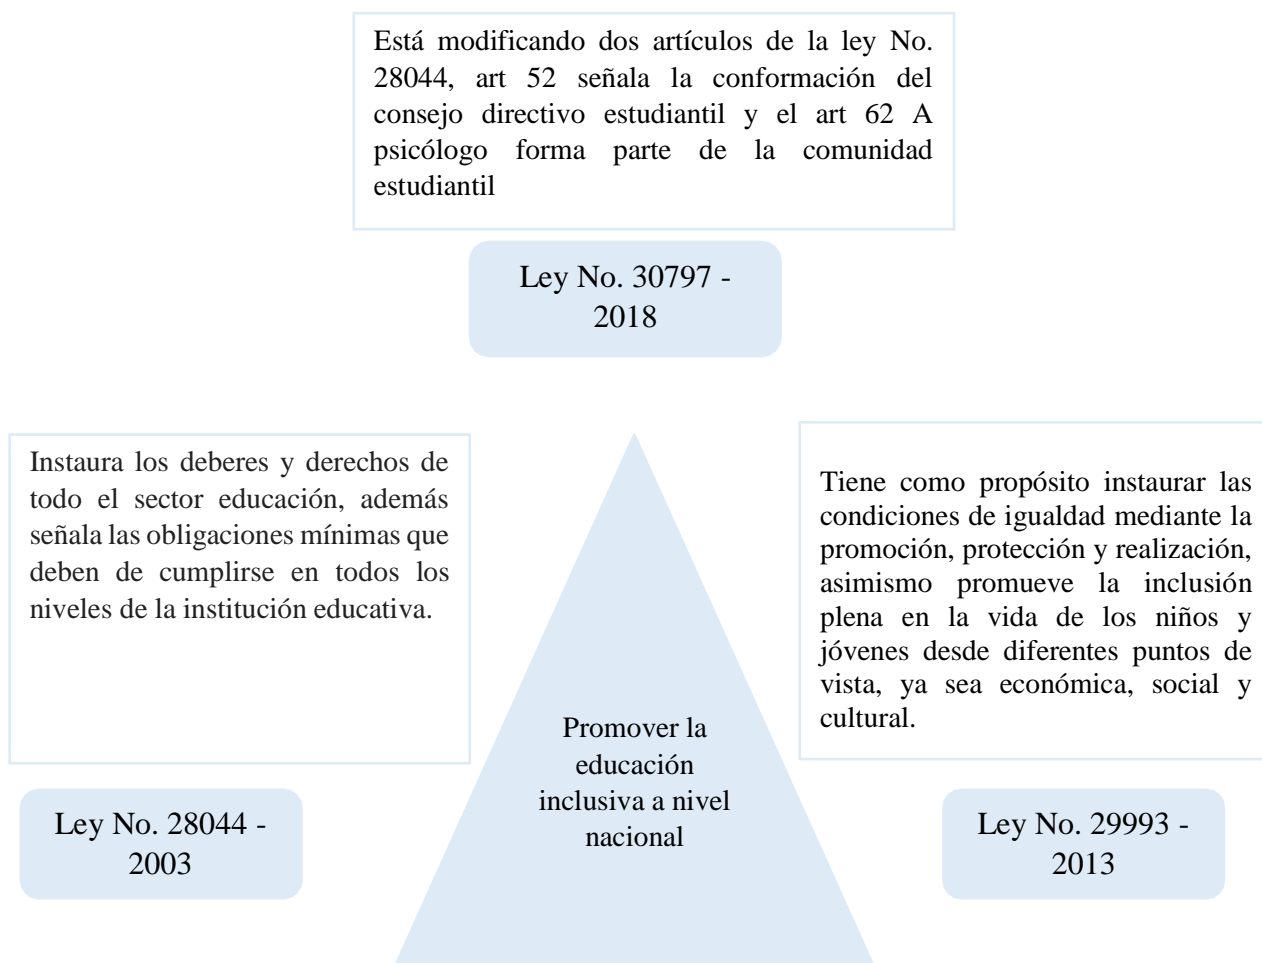 Está modificando dos artículos de la ley No.
28044, art 52 señala la conformación del
consejo directivo estudiantil y el art 62 A
psicólogo forma parte de la comunidad
estudiantil
Ley No. 30797 -
2018
Instaura los deberes y derechos de
todo el sector educación, además
señala las obligaciones mínimas que
deben de cumplirse en todos los
niveles de la institución educativa.
Ley No. 28044 -
2003
Promover la
educación
inclusiva a nivel
nacional
Tiene como propósito instaurar las
condiciones de igualdad mediante la
promoción, protección y realización,
asimismo promueve la inclusión
plena en la vida de los niños y
jóvenes desde diferentes puntos de
vista, ya sea económica, social y
cultural.
Ley No. 29993 -
2013